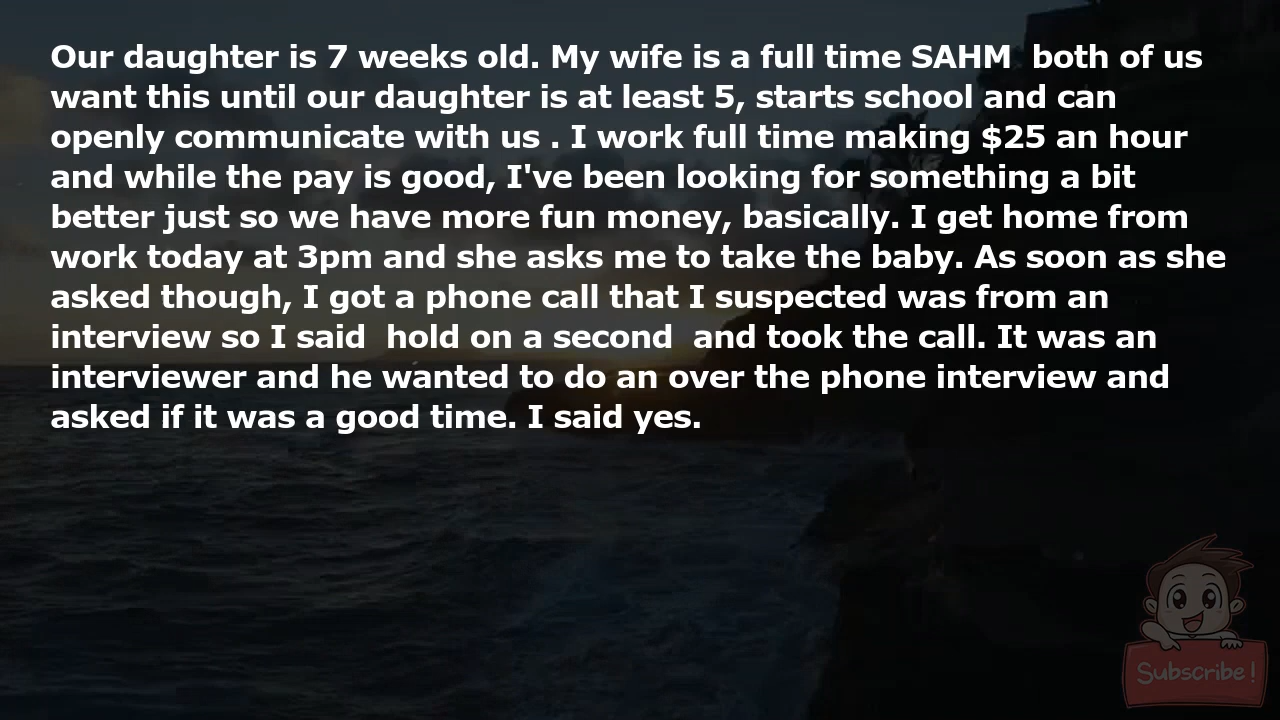 Our daughter is 7 weeks old. My wife is a full time SAHM  both of us
want this until our daughter is at least 5, starts school and can
openly communicate with us . I work full time making $25 an hour
and while the pay is good, I've been looking for something a bit
better just so we have more fun money, basically. I get home from
work today at 3pm and she asks me to take the baby. As soon as she
asked though, I got a phone call that I suspected was from an
interview so I said  hold on a second  and took the call. It was an
interviewer and he wanted to do an over the phone interview and
asked if it was a good time. I said yes.
Subscribe!